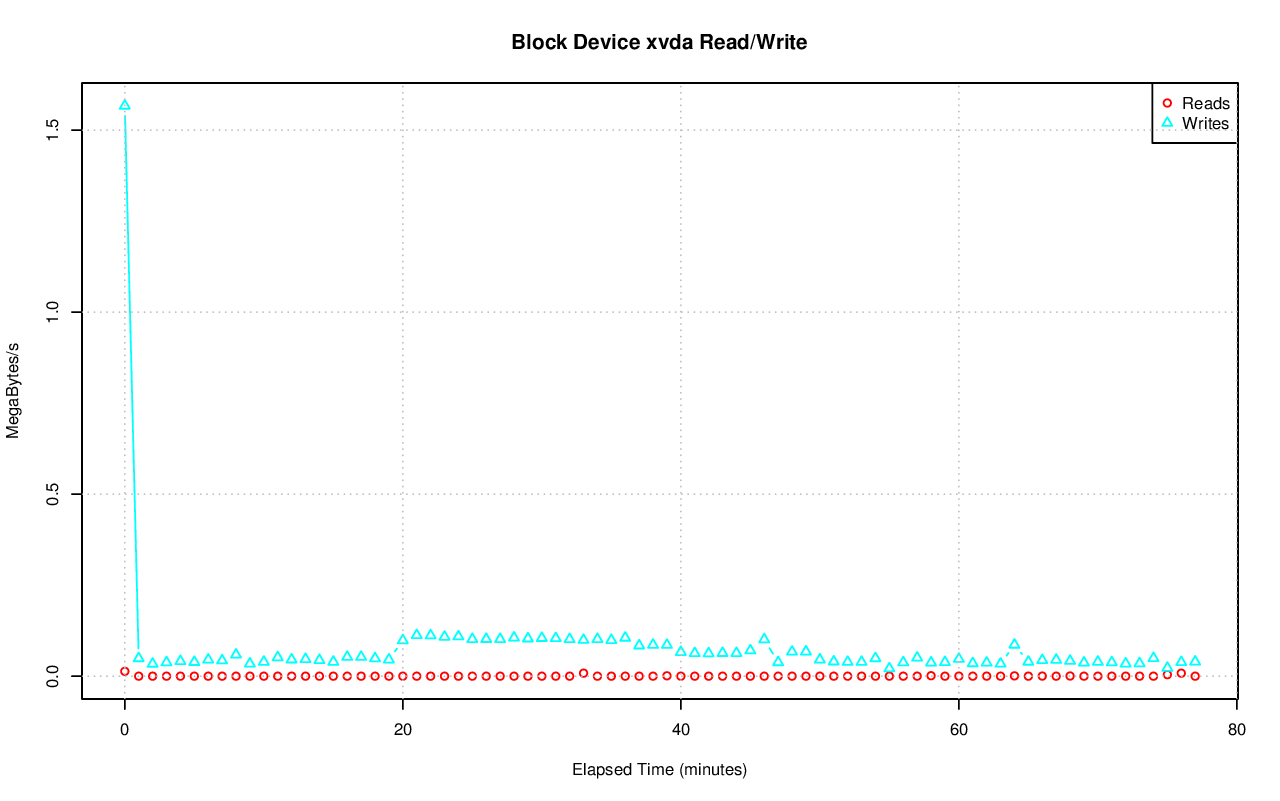 Block Device xvda Read/Write
Reads
Writes
1.5
1.0
0.5
0.0
MegaBytes/s
0 20 40 60 80
Elapsed Time (minutes)